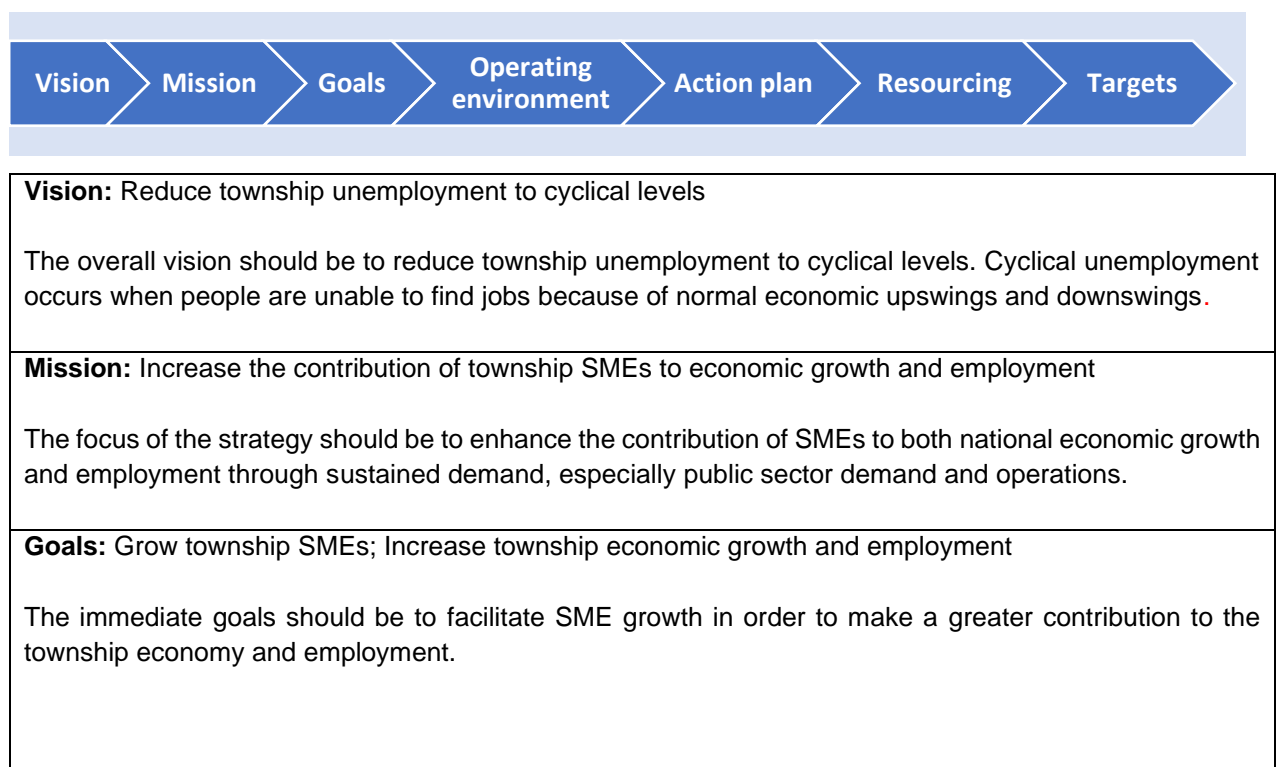 Vision
Mission
Goals
Operating
environment
Action plan
Resourcing
Targets
Vision: Reduce township unemployment to cyclical levels
The overall vision should be to reduce township unemployment to cyclical levels. Cyclical unemployment
occurs when people are unable to find jobs because of normal economic upswings and downswings.
Mission: Increase the contribution of township SMEs to economic growth and employment
The focus of the strategy should be to enhance the contribution of SMEs to both national economic growth
and employment through sustained demand, especially public sector demand and operations.
Goals: Grow township SMEs; Increase township economic growth and employment
The immediate goals should be to facilitate SME growth in order to make a greater contribution to the
township economy and employment.